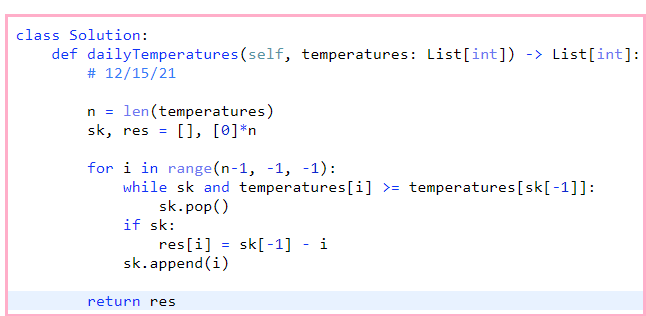 class Solution:
    def dailyTemperatures(self, temperatures: List[int]) -> List[int]:
        # 12/15/21
        n = len(temperatures)
        sk, res = [], [0]*n
        for i in range(n-1, -1, -1):
            while sk and temperatures[i] >= temperatures[sk[-1]]:
                sk.pop()
            if sk:
                res[i] = sk[-1] - i
            sk.append(i)
        return res